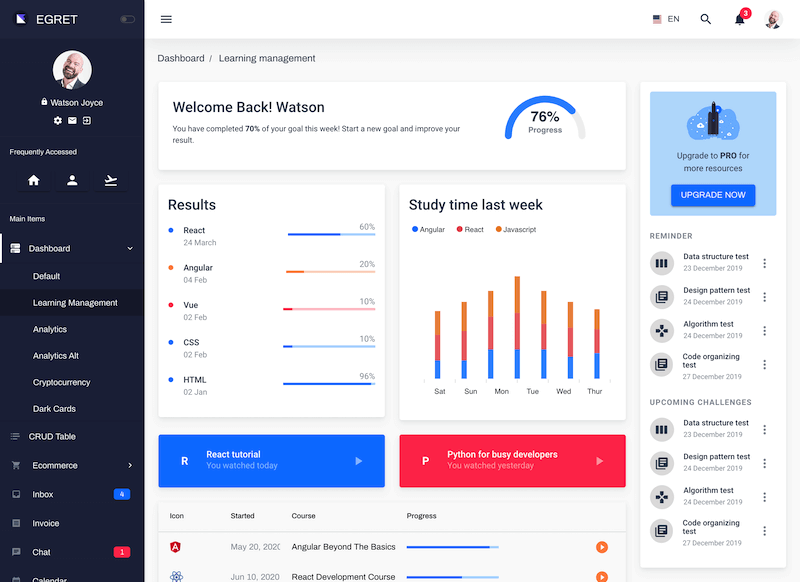 EGRET
EN
3
Watson Joyce
Frequently Accessed
Main Items
Dashboard
Default
Learning Management
Analytics
Analytics Alt
Cryptocurrency
Dark Cards
CRUD Table
Ecommerce
Inbox
4
Invoice
Chat
1
Calendar
Dashboard / Learning management
Welcome Back! Watson
You have completed 70% of your goal this week! Start a new goal and improve your
result.
76%
Progress
Results
React
24 March
60%
Angular
04 Feb
20%
Vue
02 Feb
10%
CSS
02 Feb
10%
HTML
02 Jan
96%
Study time last week
Angular React Javascript
Sat Sun Mon Tue Wed Thur
R
React tutorial
You watched today
P
Python for busy developers
You watched yesterday
Icon Started Course Progress
May 20, 2020 Angular Beyond The Basics
Jun 10, 2020 React Development Course
Upgrade to PRO for
more resources
UPGRADE NOW
REMINDER
Data structure test
23 December 2019
Design pattern test
24 December 2019
Algorithm test
24 December 2019
Code organizing
test
27 December 2019
UPCOMING CHALLENGES
Data structure test
23 December 2019
Design pattern test
24 December 2019
Algorithm test
24 December 2019
Code organizing
test
27 December 2019